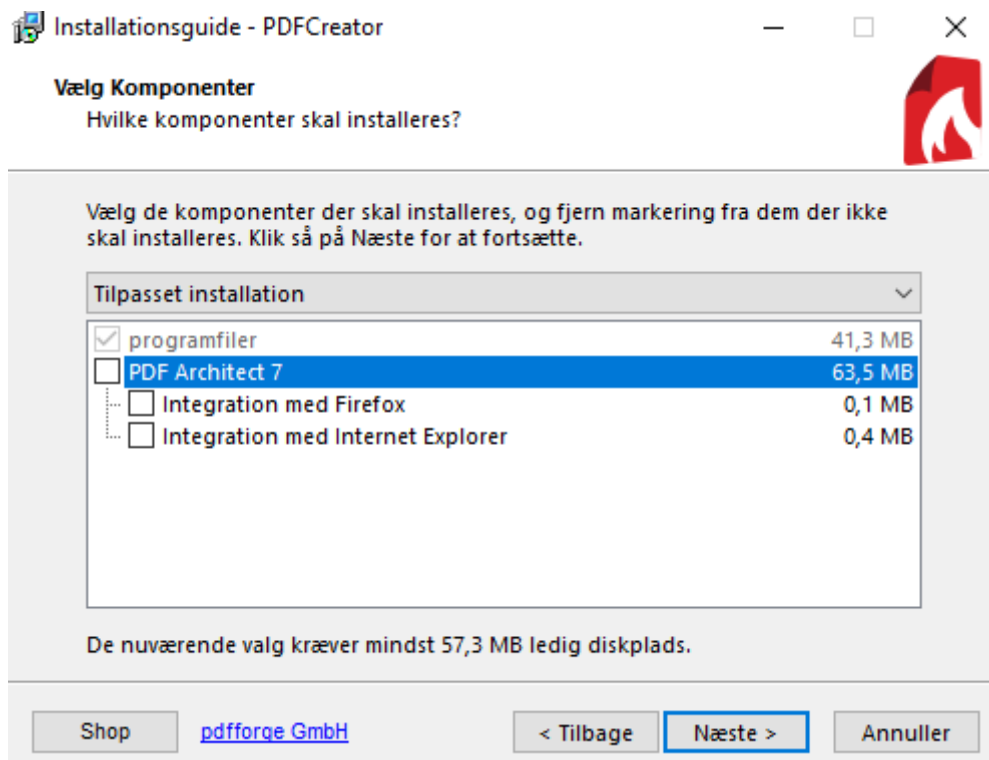 Installationsguide - PDFCreator
Vælg Komponenter
Hvilke komponenter skal installeres?
Vælg de komponenter der skal installeres, og fjern markering fra dem der ikke
skal installeres. Klik så på Næste for at fortsætte.
Tilpasset installation
programfiler 41,3 MB
PDF Architect 7 63,5 MB
Integration med Firefox 0,1 MB
Integration med Internet Explorer 0,4 MB
De nuværende valg kræver mindst 57,3 MB ledig diskplads.
Shop pdfforge GmbH < Tilbage Næste > Annuller